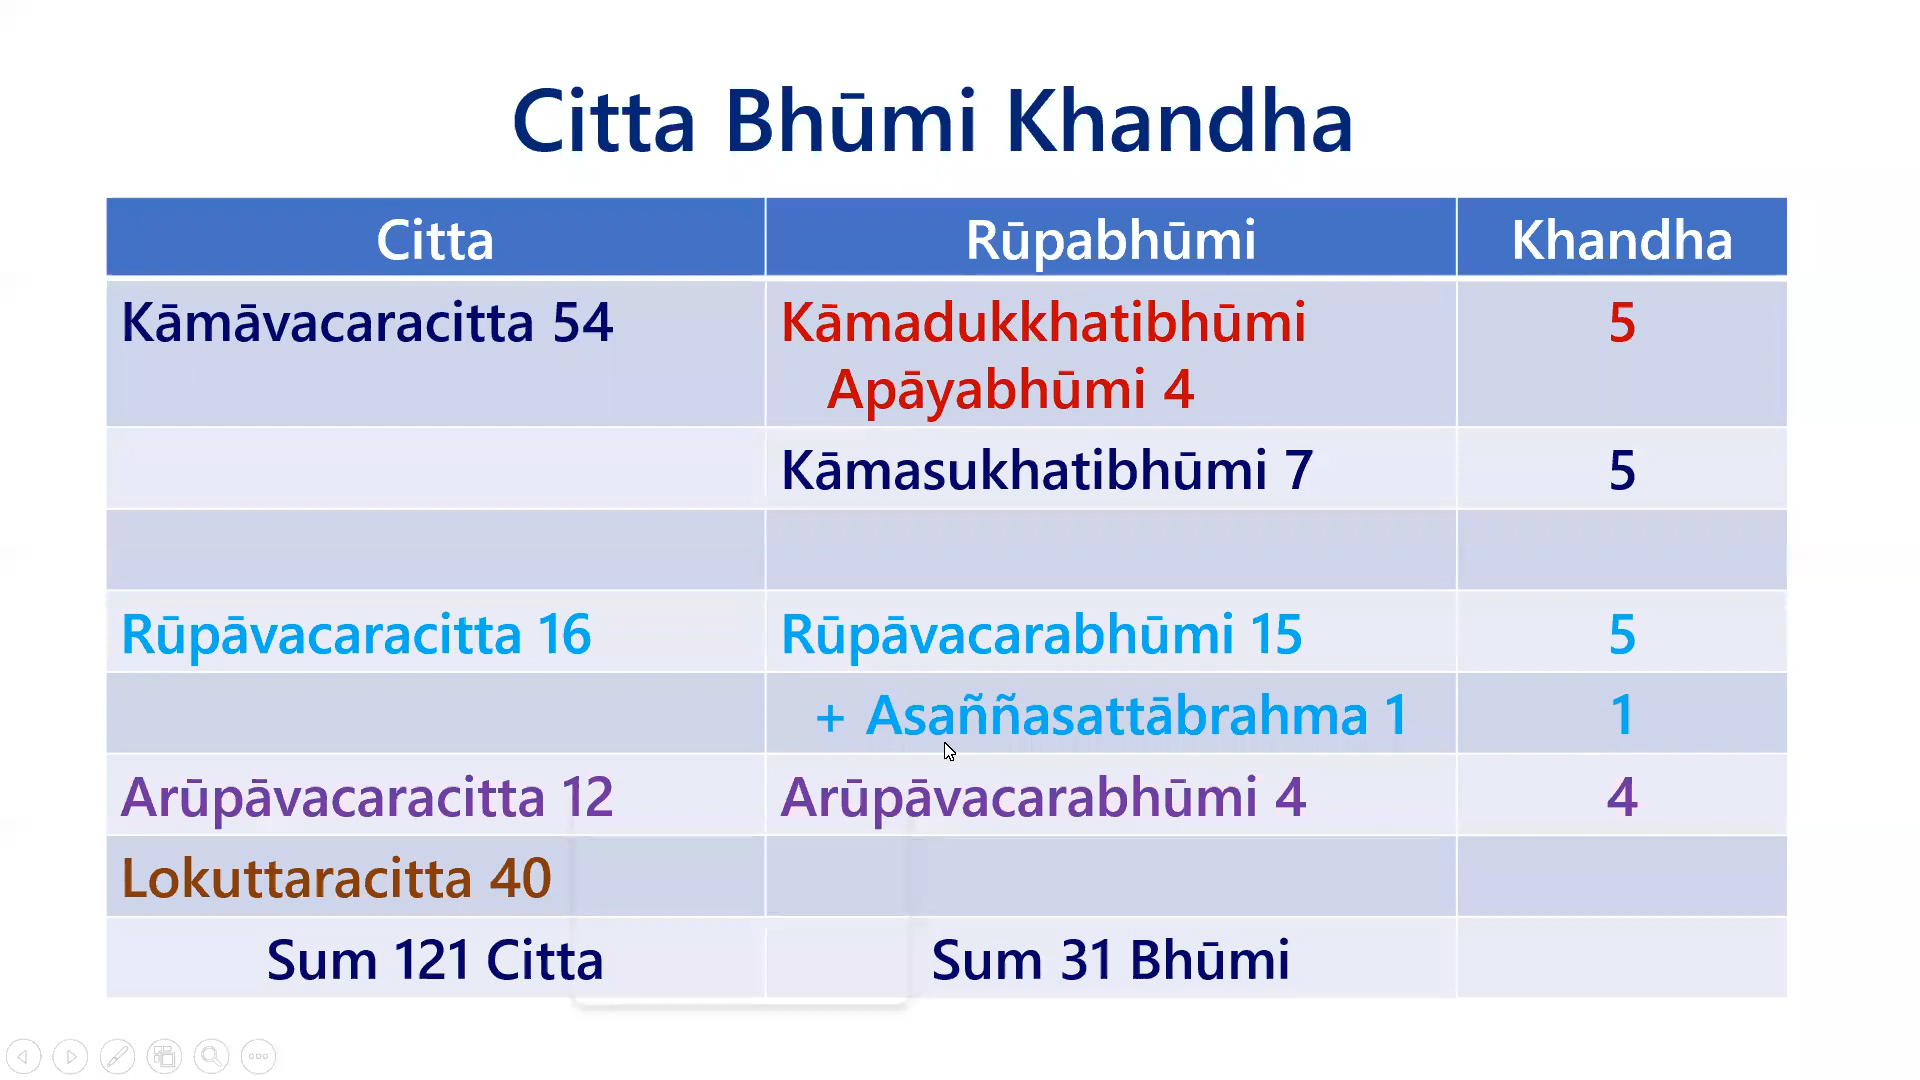 Citta Bhūmi Khandha
Citta Rūpabhūmi Khandha
Kāmāvacaracitta 54 Kāmadukkhatibhūmi 5
Apāyabhūmi 4
Kāmasukhatibhūmi 7 5
Rūpāvacaracitta 16 Rūpāvacarabhūmi 15 5
+ Asaññasattābrahma 1 1
Arūpāvacaracitta 12 Arūpāvacarabhūmi 4 4
Lokuttaracitta 40
Sum 121 Citta Sum 31 Bhūmi